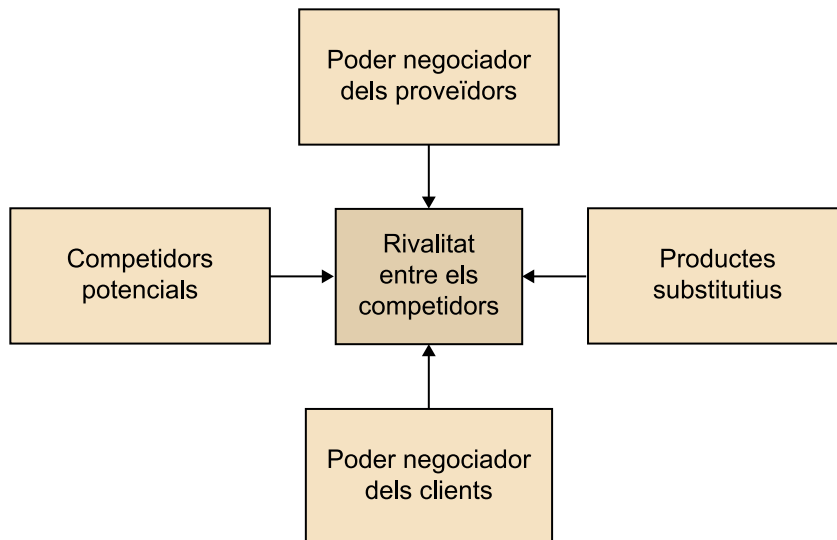 Poder negociador
dels proveïdors
Competidors
potencials
Rivalitat
entre els
competidors
Productes
substitutius
Poder negociador
dels clients